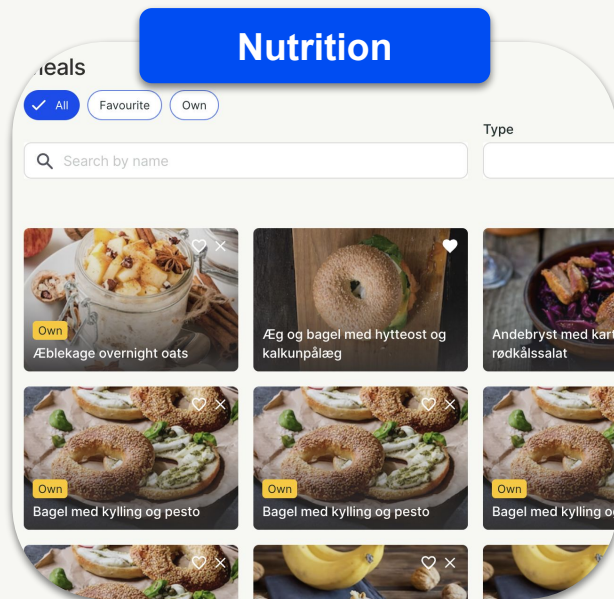 Nutrition
All
Favourite
Own
Type
Search by name
Own
Æblekage overnight oats
Æg og bagel med hytteost og
kalkunpålæg
Andebryst med
rødkålssalat
Own
Bagel med kylling og pesto
Own
Bagel med kylling og pesto
Own
Bagel med kylling